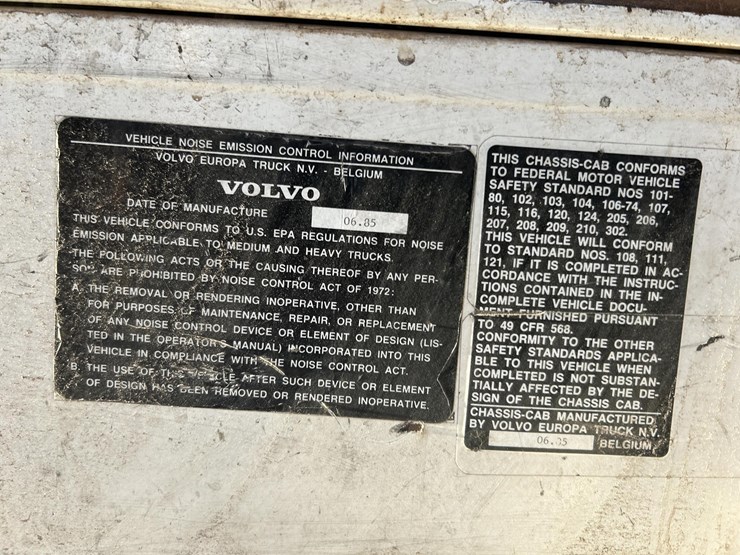 VEHICLE NOISE EMISSION CONTROL INFORMATION
VOLVO EUROPA TRUCK N.V. - BELGIUM
VOLVO
DATE OF MANUFACTURE 06.85
THIS VEHICLE CONFORMS TO U.S. EPA REGULATIONS FOR NOISE
EMISSION APPLICABLE TO MEDIUM AND HEAVY TRUCKS.
THE FOLLOWING ACTS OR THE CAUSING THEREOF BY ANY PER-
SON ARE PROHIBITED BY NOISE CONTROL ACT OF 1972:
A. THE REMOVAL OR RENDERING INOPERATIVE, OTHER THAN
FOR PURPOSES OF MAINTENANCE, REPAIR, OR REPLACEMENT
OF ANY NOISE CONTROL DEVICE OR ELEMENT OF DESIGN (LIS-
TED IN THE OPERATORS MANUAL) INCORPORATED INTO THIS
VEHICLE IN COMPLIANCE WITH THE NOISE CONTROL ACT.
B. THE USE OF THIS VEHICLE AFTER SUCH DEVICE OR ELEMENT
OF DESIGN HAS BEEN REMOVED OR RENDERED INOPERATIVE.
THIS CHASSIS-CAB CONFORMS
TO FEDERAL MOTOR VEHICLE
SAFETY STANDARD NOS 101-
80, 102, 103, 104, 106-74, 107,
115, 116, 120, 124, 205, 206,
207, 208, 209, 210, 302.
THIS VEHICLE WILL CONFORM
TO STANDARD NOS. 108, 111,
121, IF IT IS COMPLETED IN AC-
CORDANCE WITH THE INSTRUC-
TIONS CONTAINED IN THE IN-
COMPLETE VEHICLE DOCU-
MENT FURNISHED PURSUANT
TO 49 CFR 568.
CONFORMITY TO THE OTHER
SAFETY STANDARDS APPLICA-
BLE TO THIS VEHICLE WHEN
COMPLETED IS NOT SUBSTAN-
TIALLY AFFECTED BY THE DE-
SIGN OF THE CHASSIS CAB.
CHASSIS-CAB MANUFACTURED
BY VOLVO EUROPA TRUCK N.V.
06.85 BELGIUM